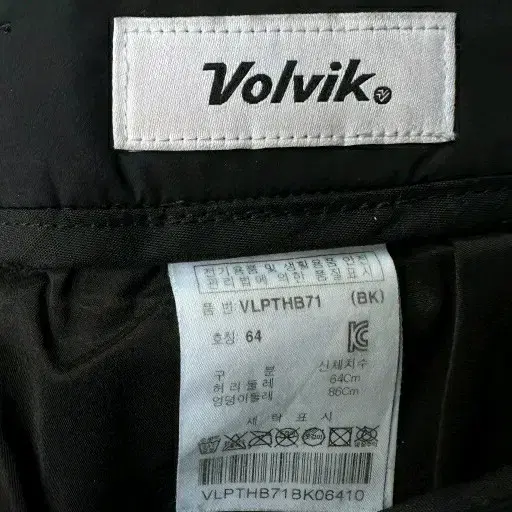 Volvik
전기용품 및 생활용품 안전
관리법에 의한 품질표시
품 번 VLPTHB71 (BK)
호칭 64
구 분 신체치수
허리둘레 64Cm
엉덩이둘레 86Cm
세 탁 표 시
VLPTHB71BK06410